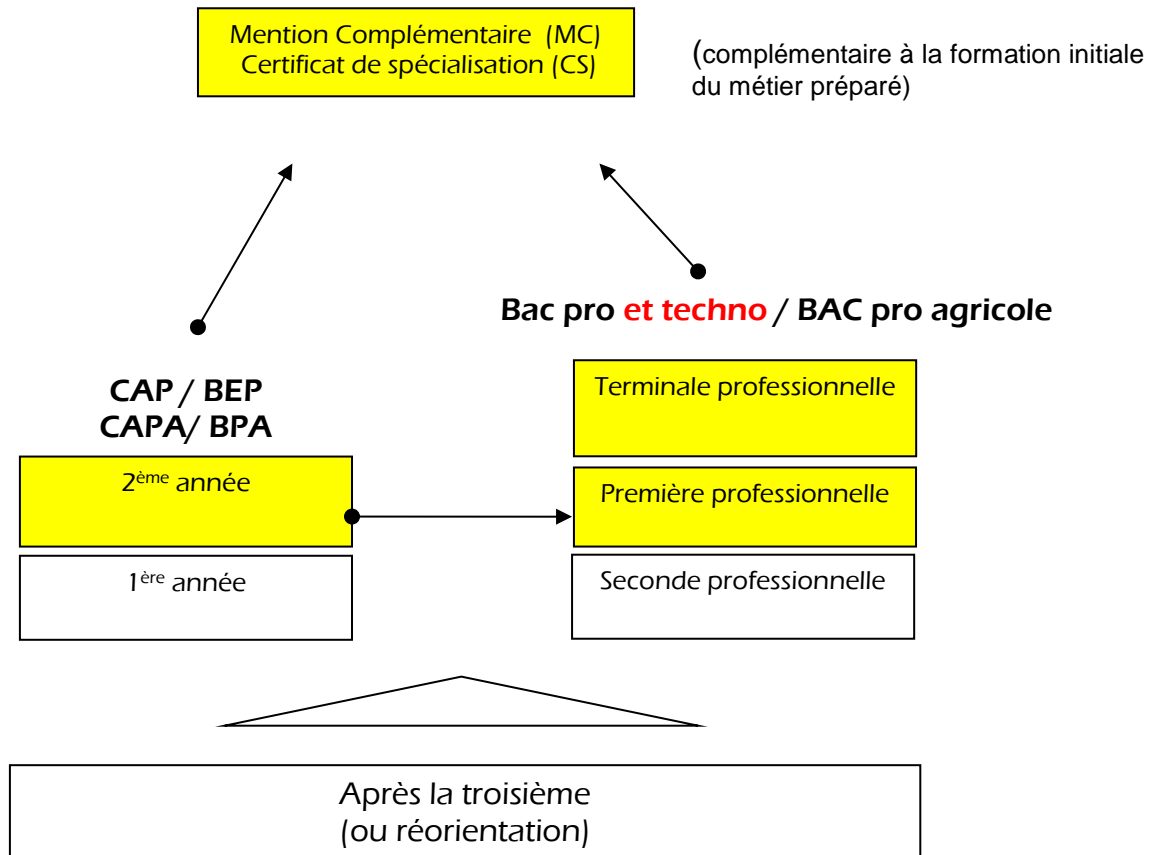 Mention Complémentaire (MC)
Certificat de spécialisation (CS)
(complémentaire à la formation initiale
du métier préparé)
Bac pro et techno / BAC pro agricole
CAP / BEP
CAPA/ BPA
Terminale professionnelle
2ème année
Première professionnelle
1ère année
Seconde professionnelle
Après la troisième
(ou réorientation)